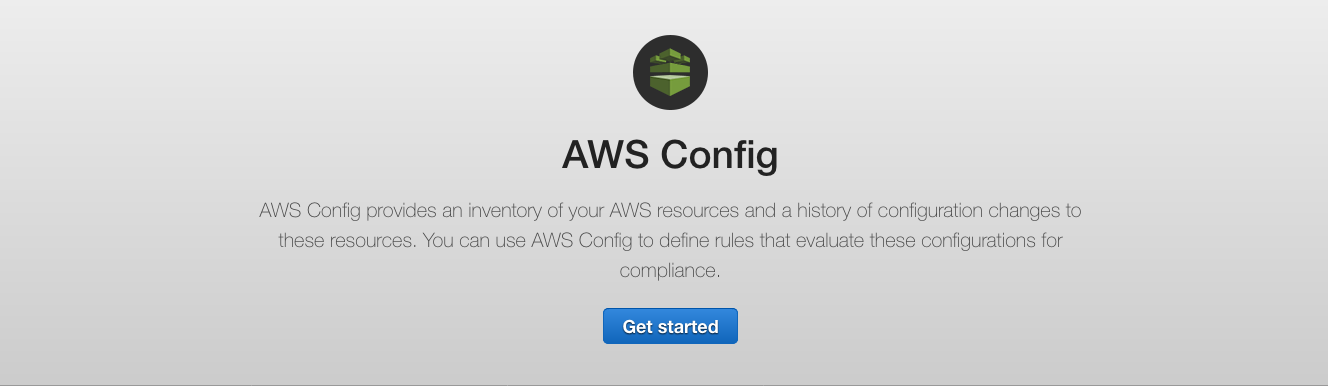 AWS Config
AWS Config provides an inventory of your AWS resources and a history of configuration changes to
these resources. You can use AWS Config to define rules that evaluate these configurations for
compliance.
Get started